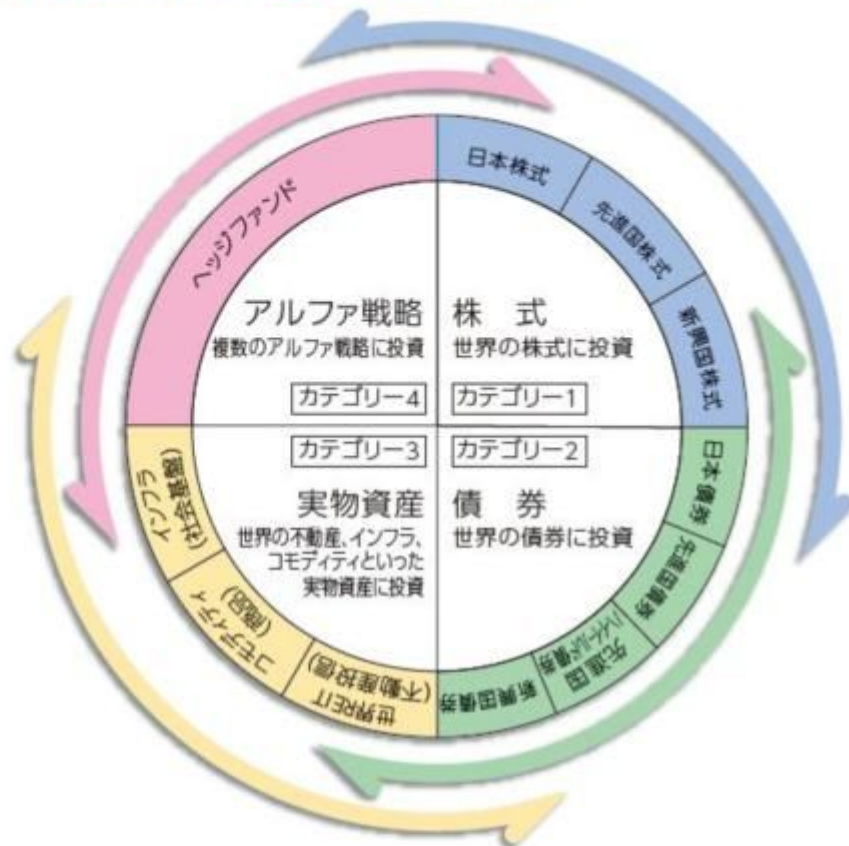 ヘッジファンド
日本株式
先進国株式
新興国株式
アルファ戦略
複数のアルファ戦略に投資
カテゴリー4
株　式
世界の株式に投資
カテゴリー1
カテゴリー3
実物資産
世界の不動産、インフラ、
コモディティといった
実物資産に投資
カテゴリー2
債　券
世界の債券に投資
日本債券
先進国債券
先進国
ハイイールド債券
新興国債券
世界REIT
(不動産投信)
コモディティ
(商品)
インフラ
(社会基盤)